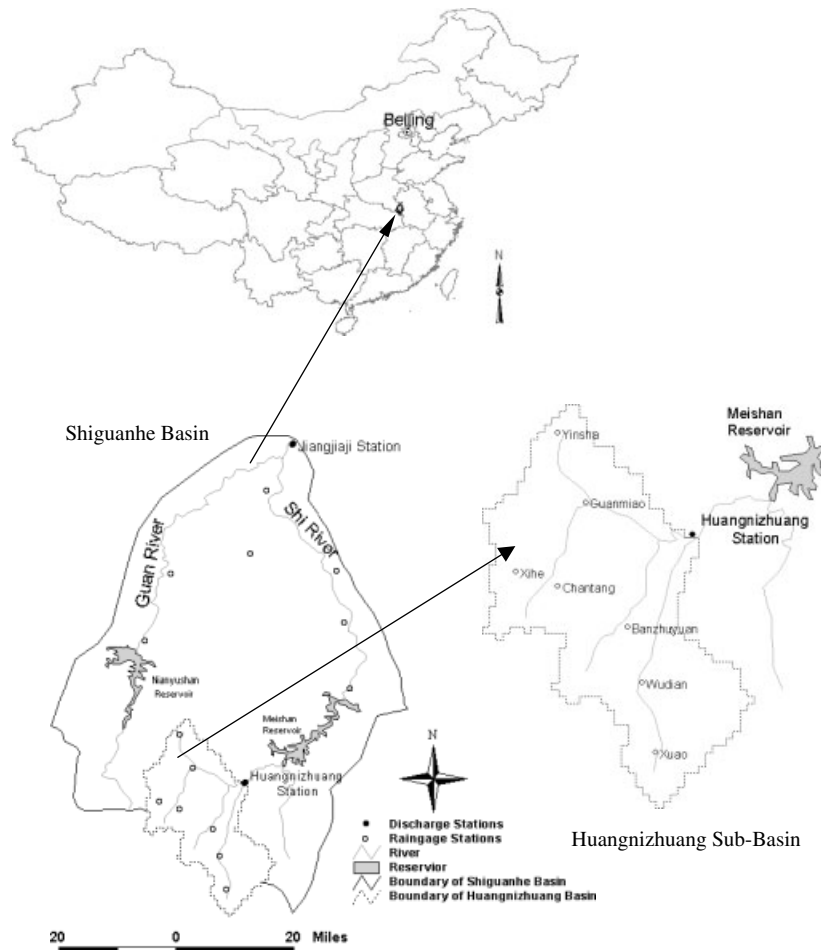 Beijing
N
Shiguanhe Basin
Jiangjiaji Station
Guan River
Shi River
Nianyushan
Reservoir
Meishan
Reservoir
Huangnizhuang
Station
N
Discharge Stations
Raingage Stations
River
Reservior
Boundary of Shiguanhe Basin
Boundary of Huangnizhuang Basin
20 0 20 Miles
Meishan
Reservoir
Yinsha
Guanmiao
Huangnizhuang
Station
Xihe
Chantang
Banzhuyuan
Wudian
Xuao
Huangnizhuang Sub-Basin